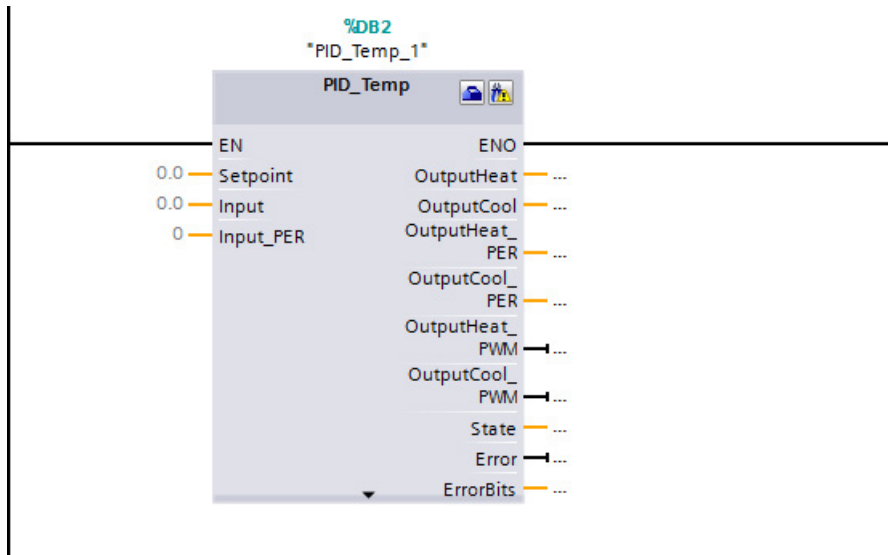 %DB2
"PID_Temp_1"
PID_Temp
EN ENO
0.0 Setpoint OutputHeat ...
0.0 Input OutputCool ...
0 Input_PER OutputHeat_
PER ...
OutputCool_
PER ...
OutputHeat_
PWM ...
OutputCool_
PWM ...
State ...
Error ...
ErrorBits ...